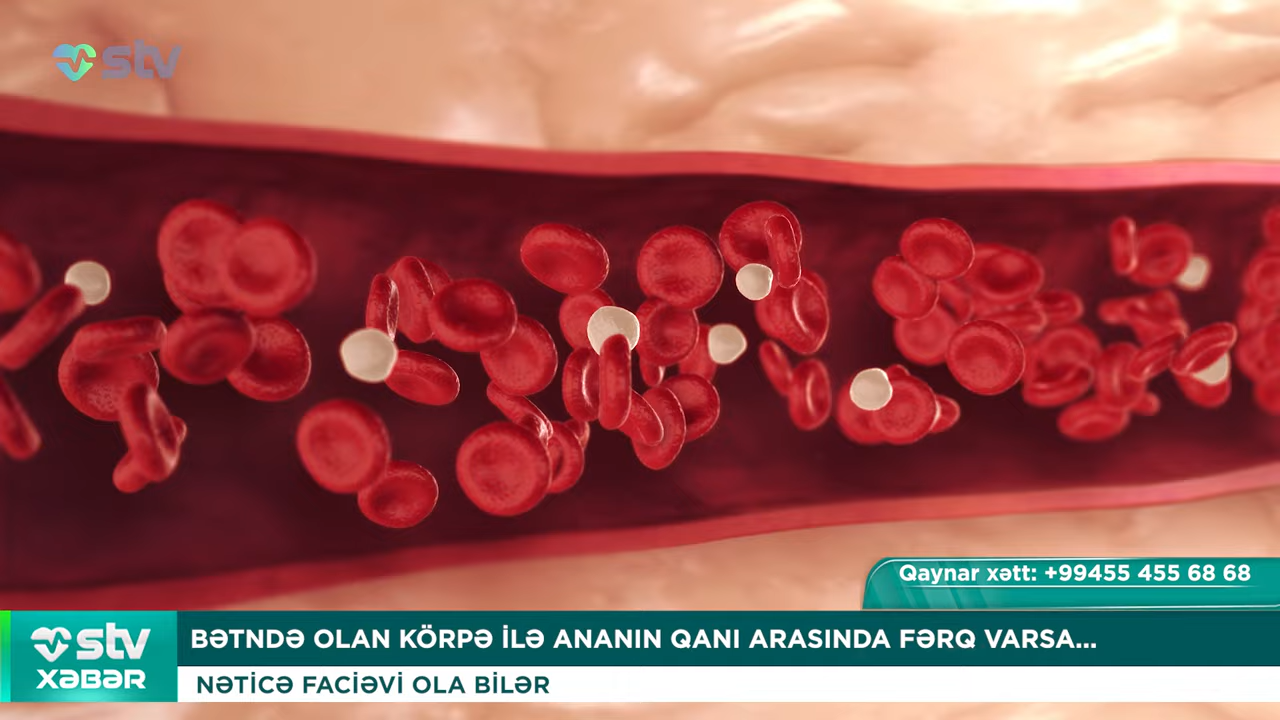 stv
Qaynar xətt: +99455 455 68 68
stv
XƏBƏR
BƏTNDƏ OLAN KÖRPƏ İLƏ ANANIN QANI ARASINDA FƏRQ VARSA...
NƏTİCƏ FACİƏVİ OLA BİLƏR